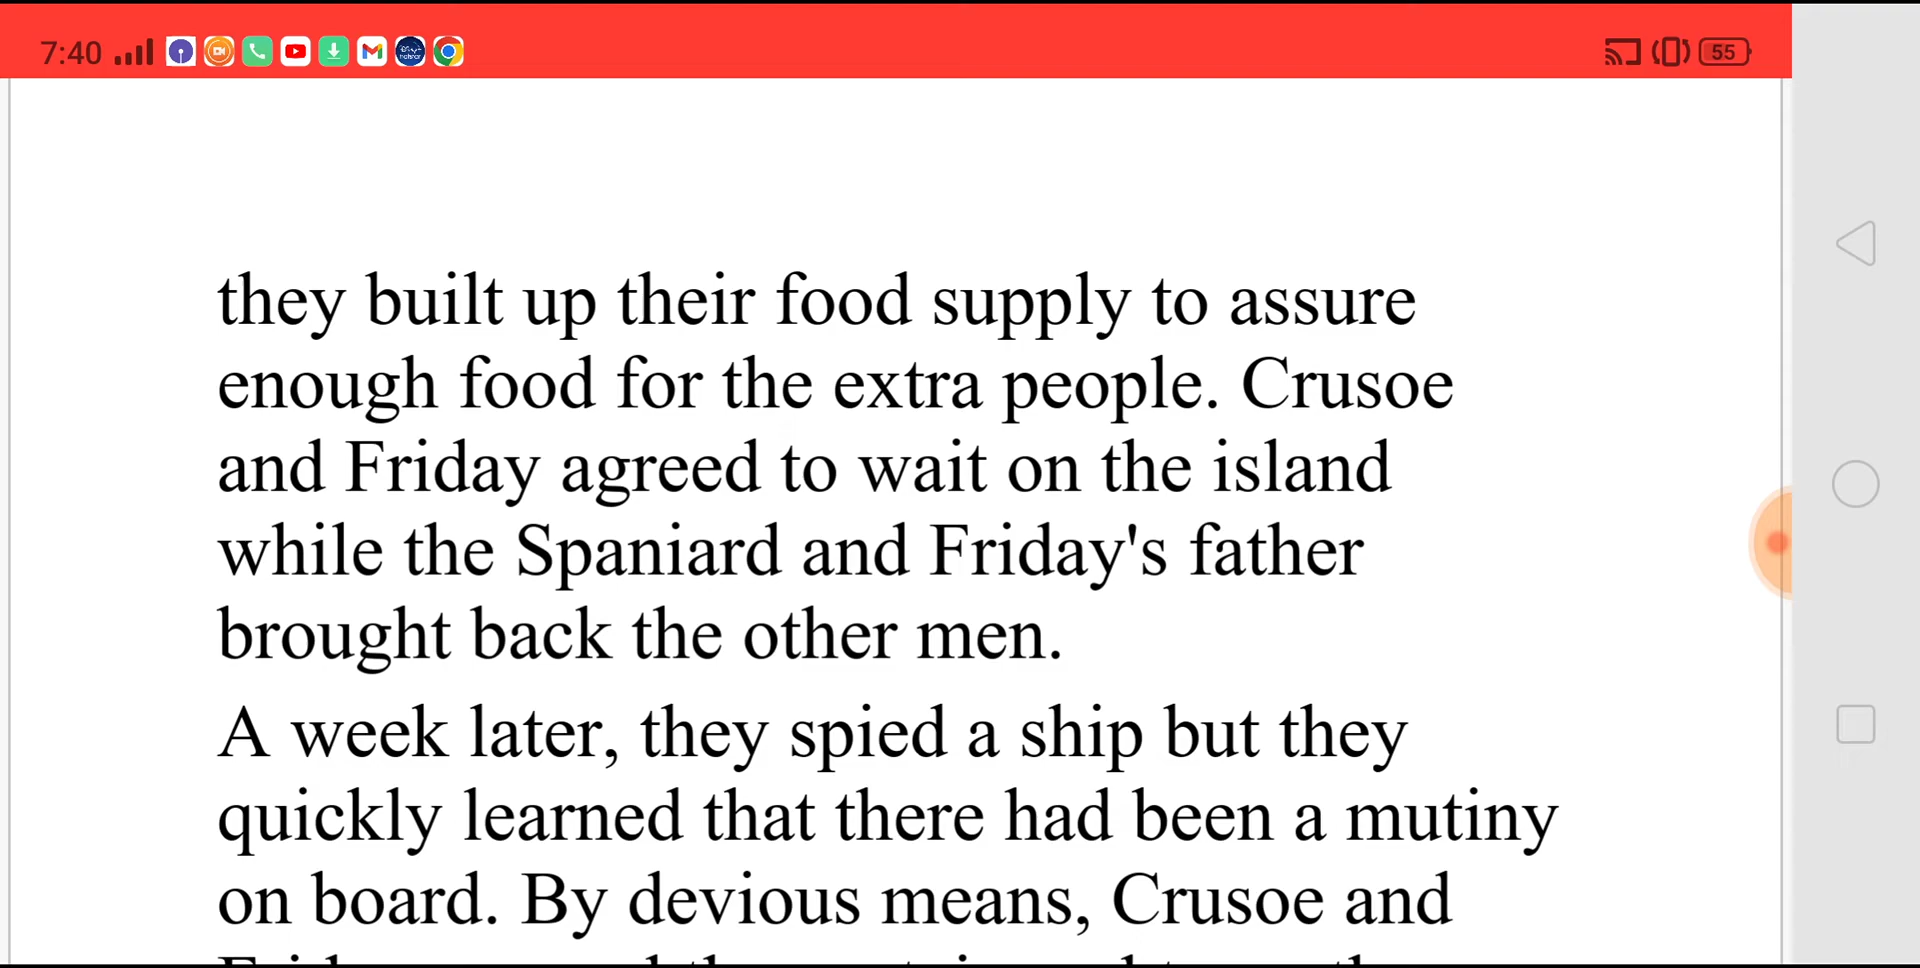 7:40
55
they built up their food supply to assure
enough food for the extra people. Crusoe
and Friday agreed to wait on the island
while the Spaniard and Friday's father
brought back the other men.
A week later, they spied a ship but they
quickly learned that there had been a mutiny
on board. By devious means, Crusoe and